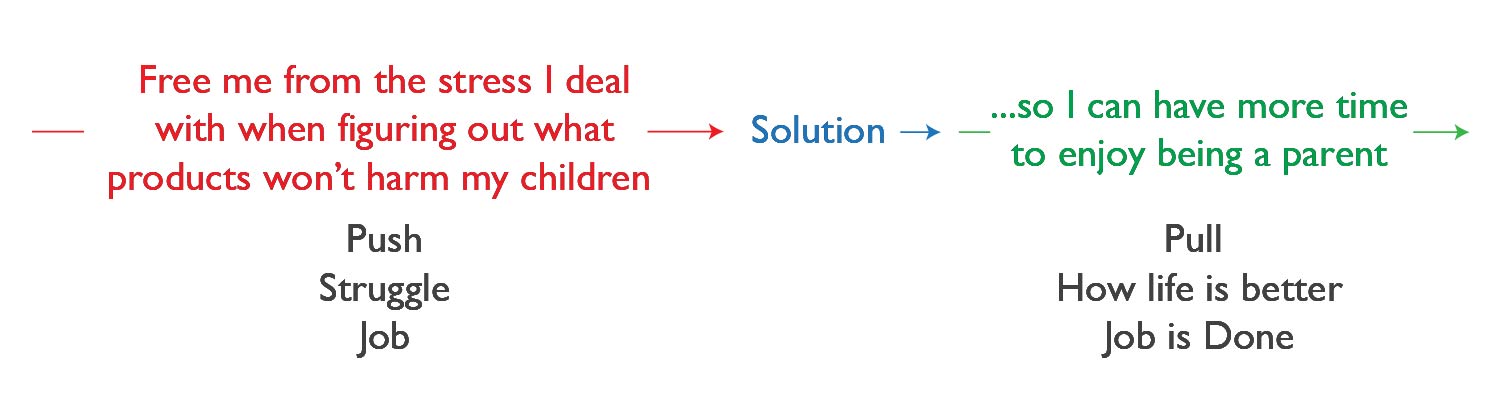 Free me from the stress I deal
with when figuring out what
products won't harm my children
Solution
...so I can have more time
to enjoy being a parent
Push
Struggle
Job
Pull
How life is better
Job is Done